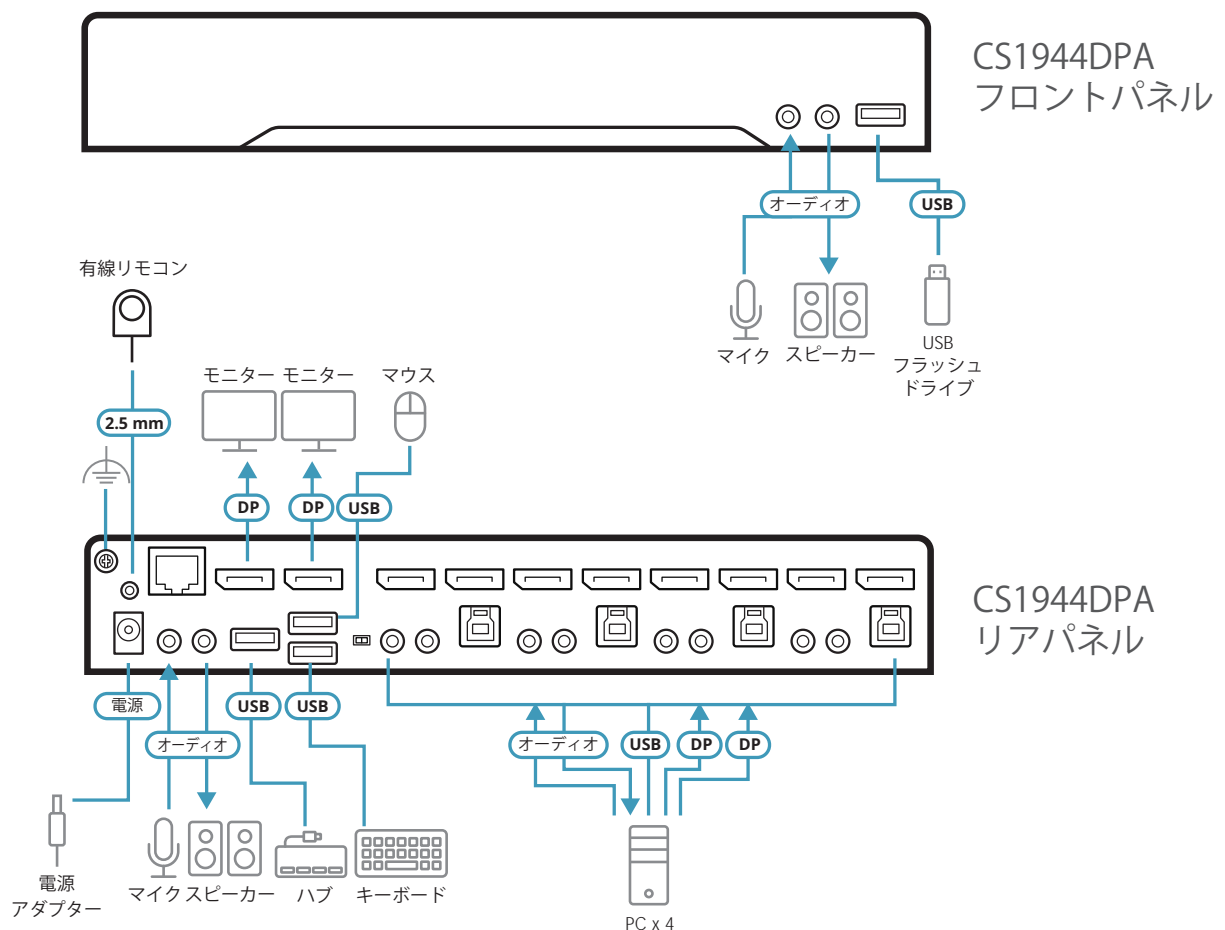 CS1944DPA
フロントパネル
オーディオ
USB
マイク
スピーカー
USB
フラッシュ
ドライブ
有線リモコン
2.5 mm
モニター
モニター
マウス
DP
DP
USB
CS1944DPA
リアパネル
電源
オーディオ
USB
USB
オーディオ
USB
DP
DP
電源
アダプター
マイク
スピーカー
ハブ
キーボード
PC x 4